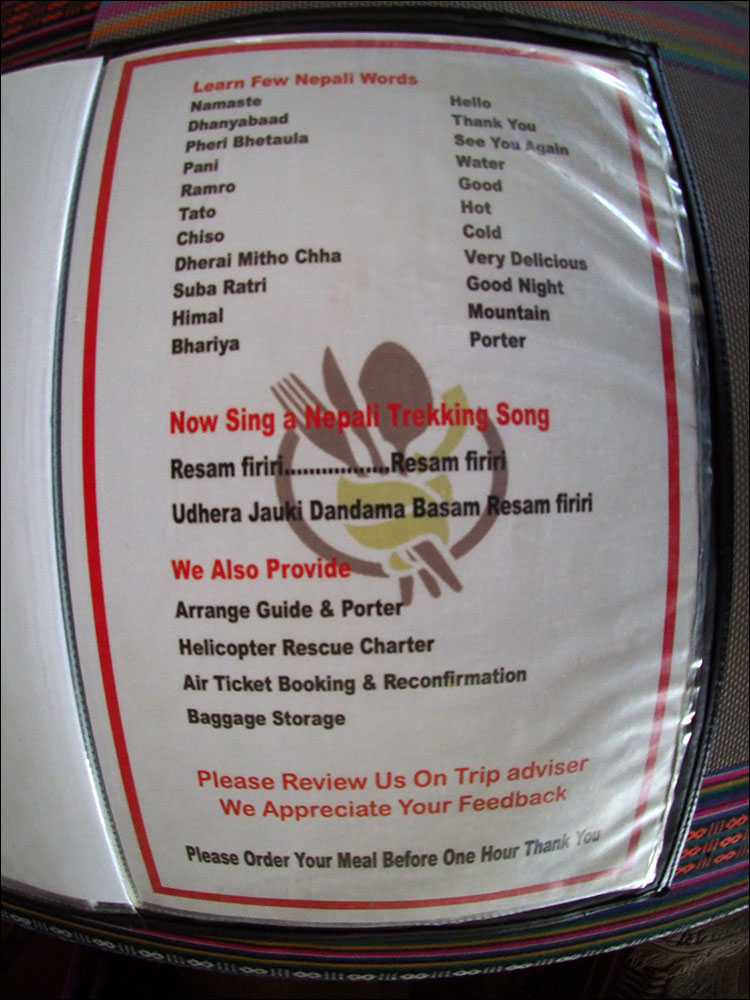 Learn Few Nepali Words
Namaste Hello
Dhanyabaad Thank You
Pheri Bhetaula See You Again
Pani Water
Ramro Good
Tato Hot
Chiso Cold
Dherai Mitho Chha Very Delicious
Suba Ratri Good Night
Himal Mountain
Bhariya Porter
Now Sing a Nepali Trekking Song
Resam firiri.................Resam firiri
Udhera Jauki Dandama Basam Resam firiri
We Also Provide
Arrange Guide & Porter
Helicopter Rescue Charter
Air Ticket Booking & Reconfirmation
Baggage Storage
Please Review Us On Trip adviser
We Appreciate Your Feedback
Please Order Your Meal Before One Hour Thank You